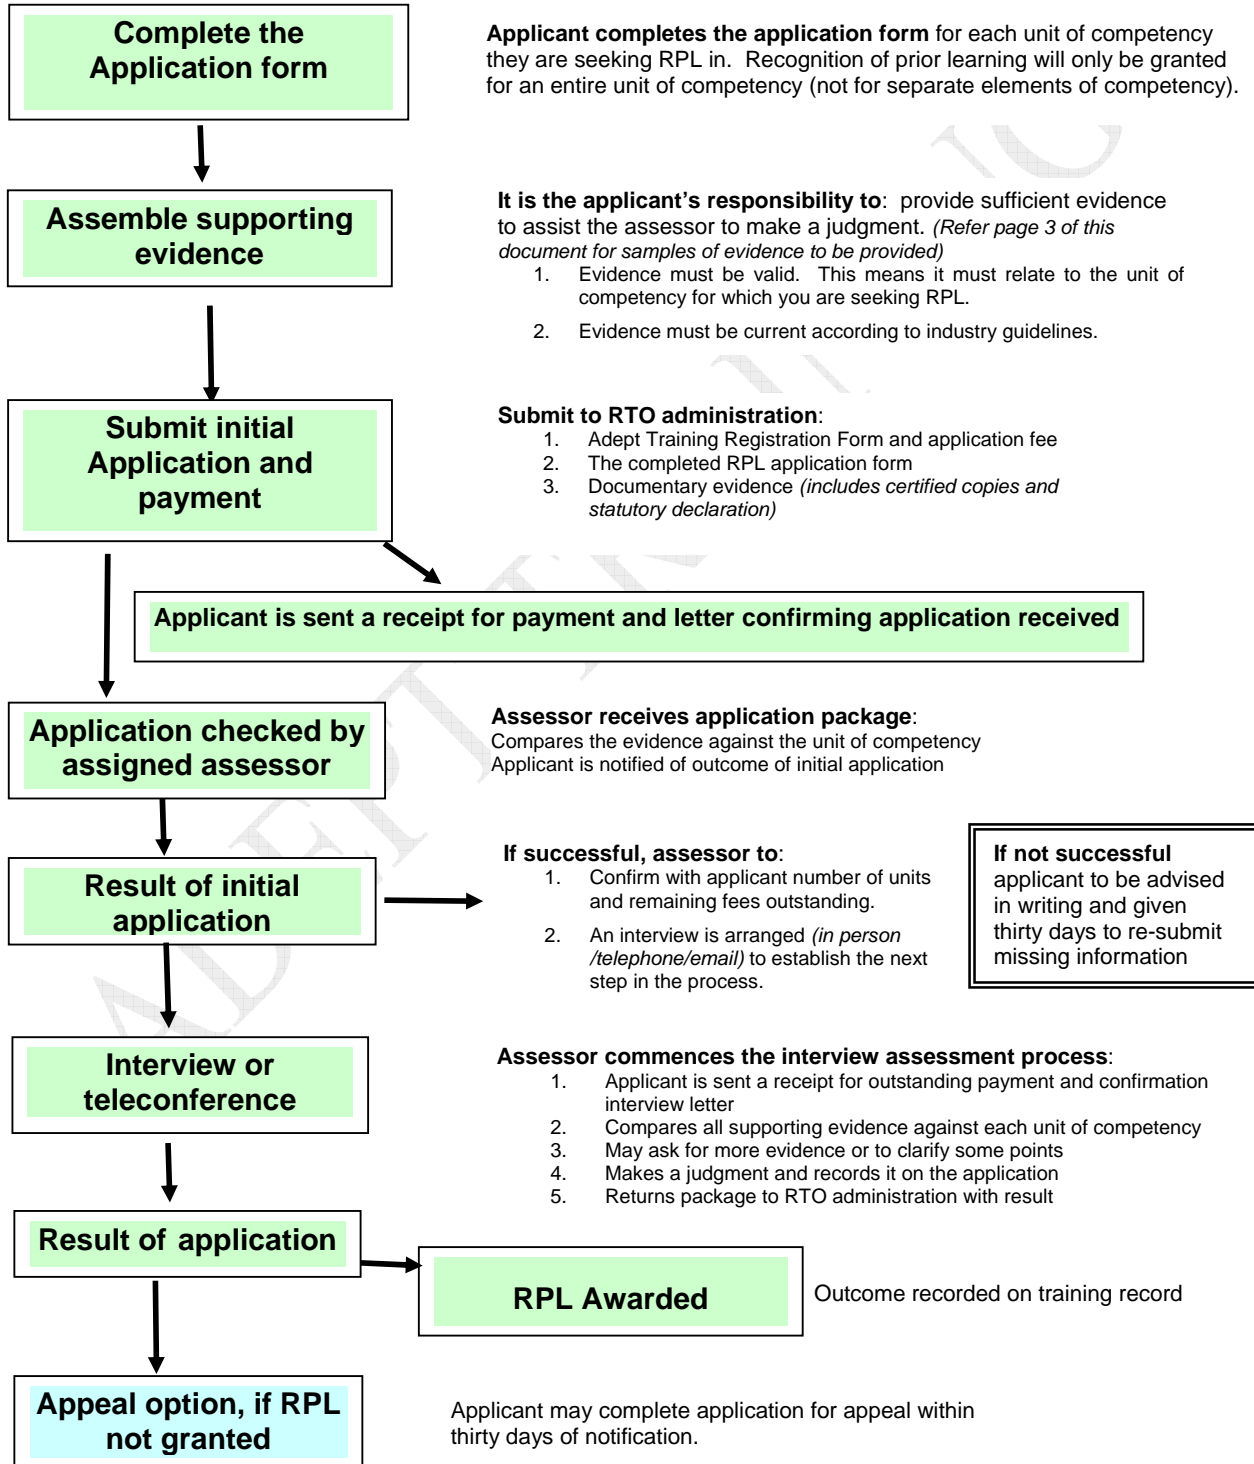 Complete the
Application form
Applicant completes the application form for each unit of competency
they are seeking RPL in. Recognition of prior learning will only be granted
for an entire unit of competency (not for separate elements of competency).
Assemble supporting
evidence
It is the applicant's responsibility to: provide sufficient evidence
to assist the assessor to make a judgment. (Refer page 3 of this
document for samples of evidence to be provided)
1. Evidence must be valid. This means it must relate to the unit of
competency for which you are seeking RPL.
2. Evidence must be current according to industry guidelines.
Submit initial
Application and
payment
Submit to RTO administration:
1. Adept Training Registration Form and application fee
2. The completed RPL application form
3. Documentary evidence (includes certified copies and
statutory declaration)
Applicant is sent a receipt for payment and letter confirming application received
Application checked by
assigned assessor
Assessor receives application package:
Compares the evidence against the unit of competency
Applicant is notified of outcome of initial application
Result of initial
application
If successful, assessor to:
1. Confirm with applicant number of units
and remaining fees outstanding.
2. An interview is arranged (in person
/telephone/email) to establish the next
step in the process.
If not successful
applicant to be advised
in writing and given
thirty days to re-submit
missing information
Interview or
teleconference
Assessor commences the interview assessment process:
1. Applicant is sent a receipt for outstanding payment and confirmation
interview letter
2. Compares all supporting evidence against each unit of competency
3. May ask for more evidence or to clarify some points
4. Makes a judgment and records it on the application
5. Returns package to RTO administration with result
Result of application
RPL Awarded
Outcome recorded on training record
Appeal option, if RPL
not granted
Applicant may complete application for appeal within
thirty days of notification.